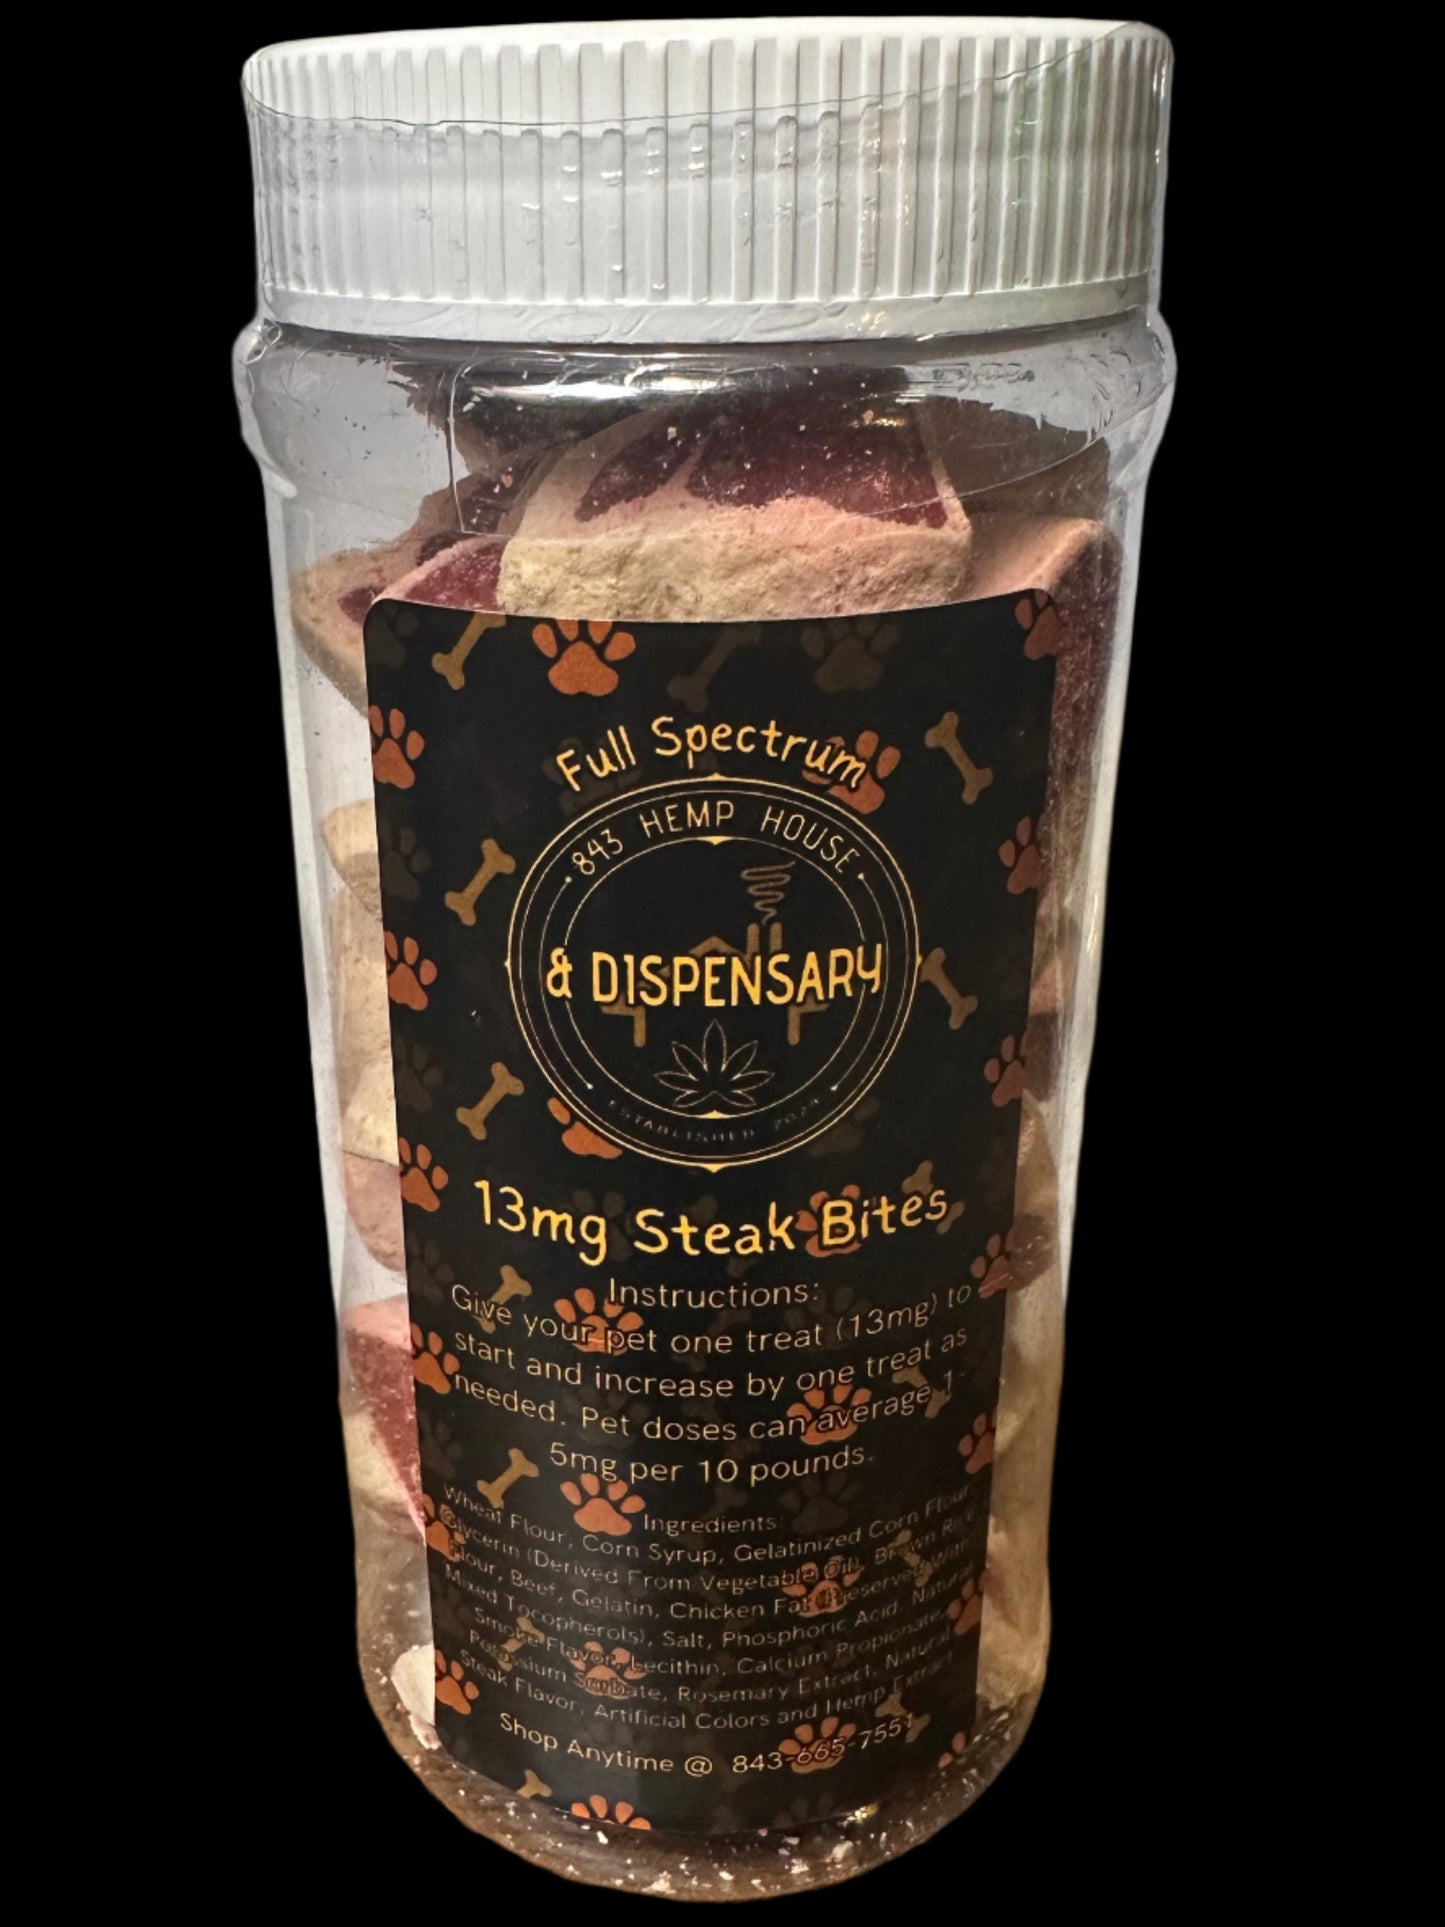 Full Spectrum
843 HEMP HOUSE
& DISPENSARY
ESTABLISHED 2024
13mg Steak Bites
Instructions:
Give your pet one treat (13mg) to
start and increase by one treat as
needed. Pet doses can average 1-
5mg per 10 pounds.
Ingredients:
Wheat Flour, Corn Syrup, Gelatinized Corn Flour,
Glycerin (Derived From Vegetable Oil), Brown Rice
Flour, Beef, Gelatin, Chicken Fat (Preserved With
Mixed Tocopherols), Salt, Phosphoric Acid, Natural
Smoke Flavor, Lecithin, Calcium Propionate,
Potassium Sorbate, Rosemary Extract, Natural
Steak Flavor, Artificial Colors and Hemp Extract
Shop Anytime @ 843-665-7551